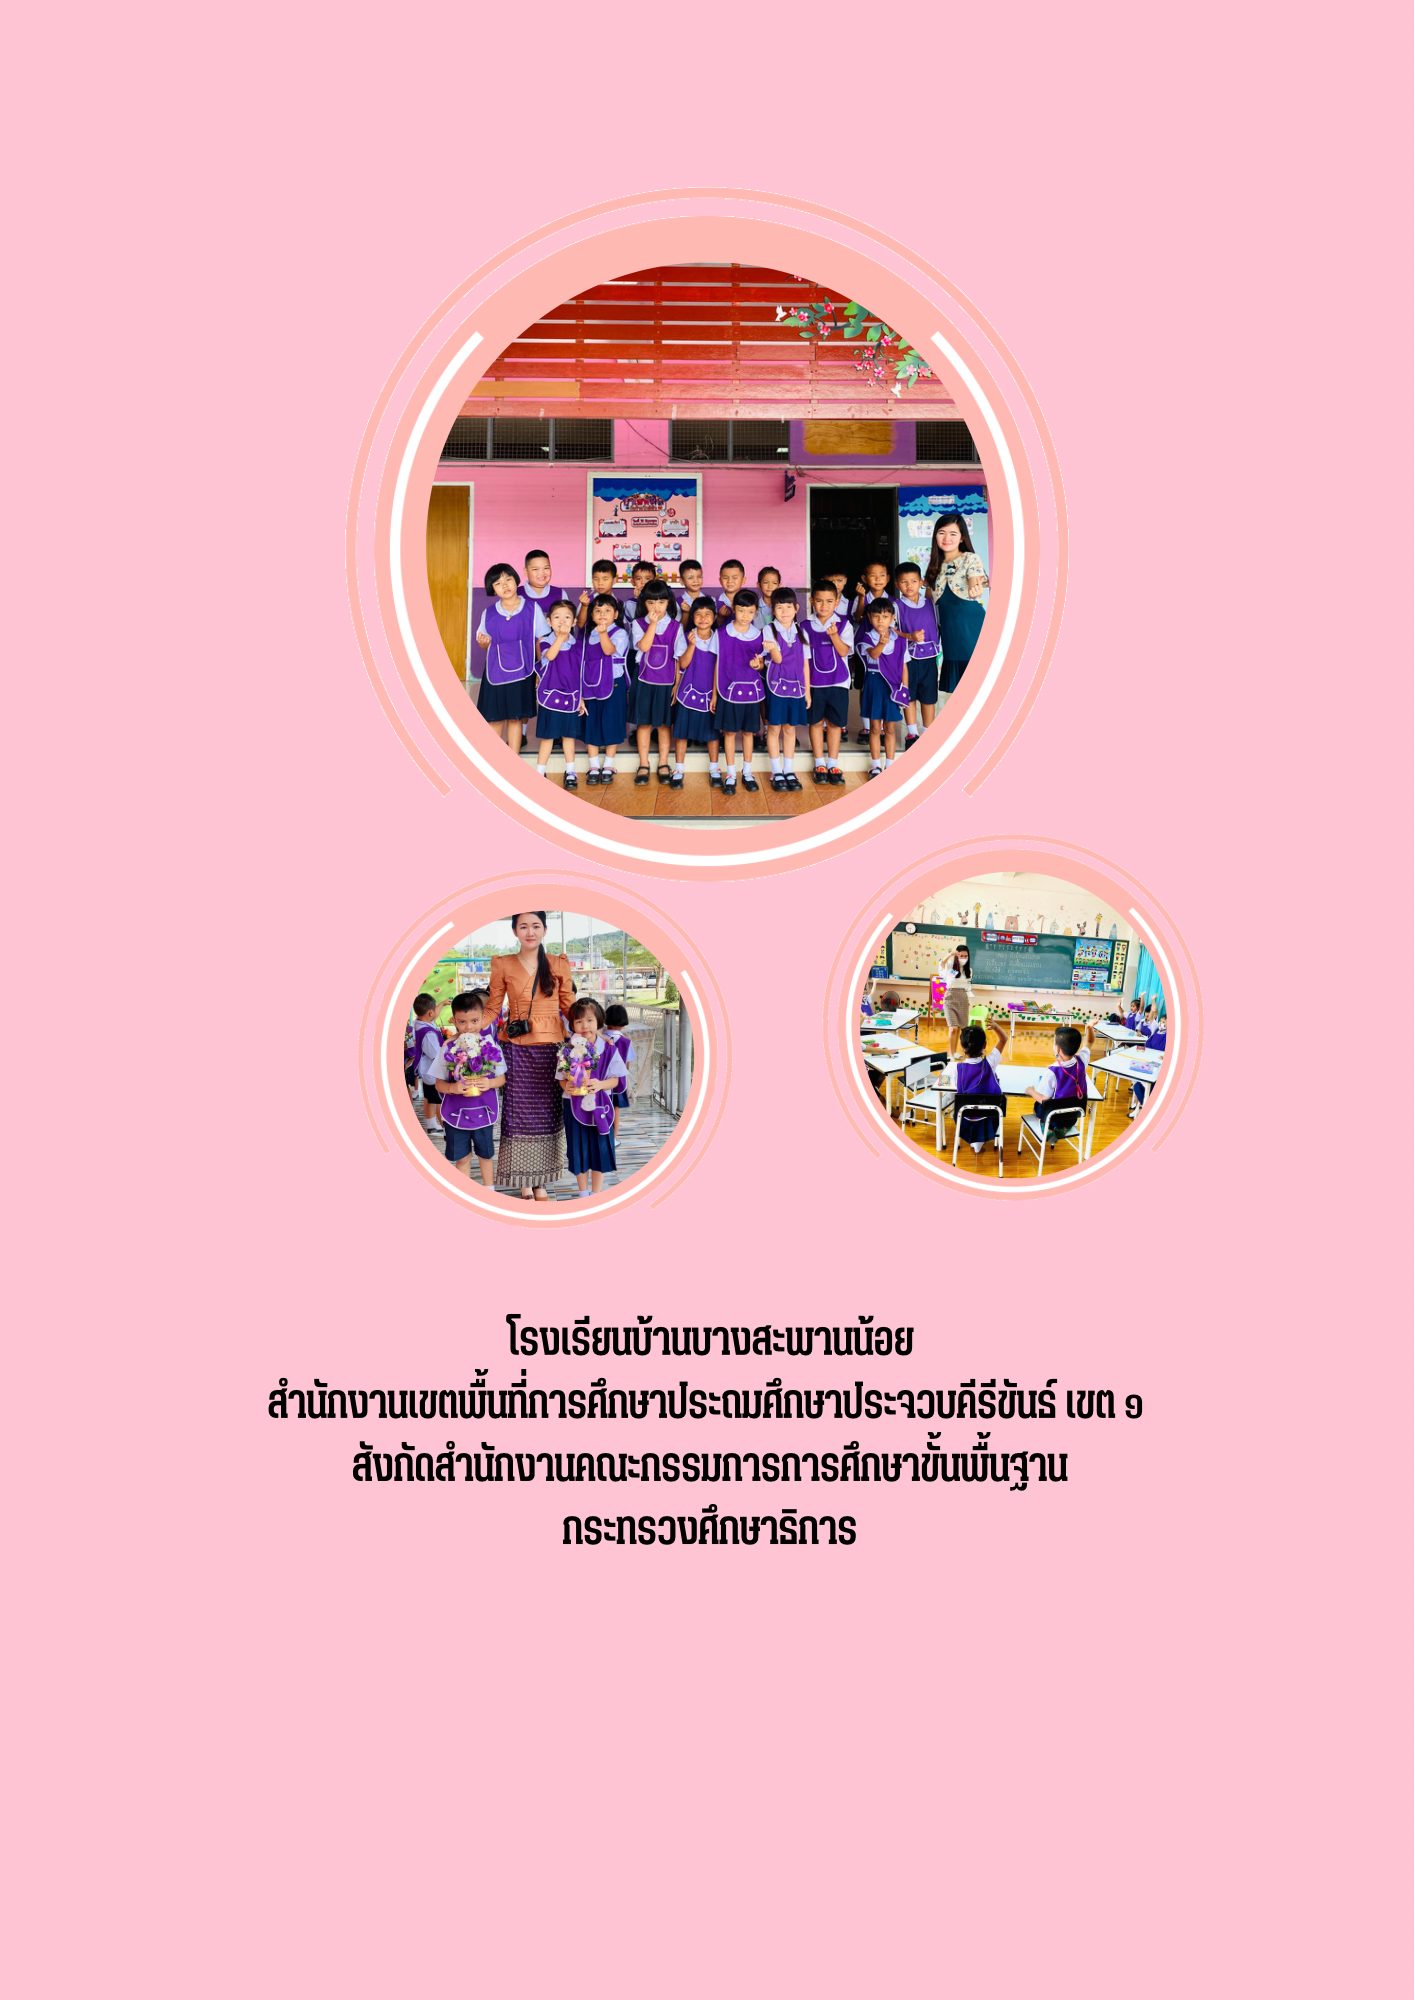 โรงเรียนบ้านบางสะพานน้อย
สำนักงานเขตพื้นที่การศึกษาประถมศึกษาประจวบคีรีขันธ์ เขต ๑
สังกัดสำนักงานคณะกรรมการการศึกษาขั้นพื้นฐาน
กระทรวงศึกษาธิการ